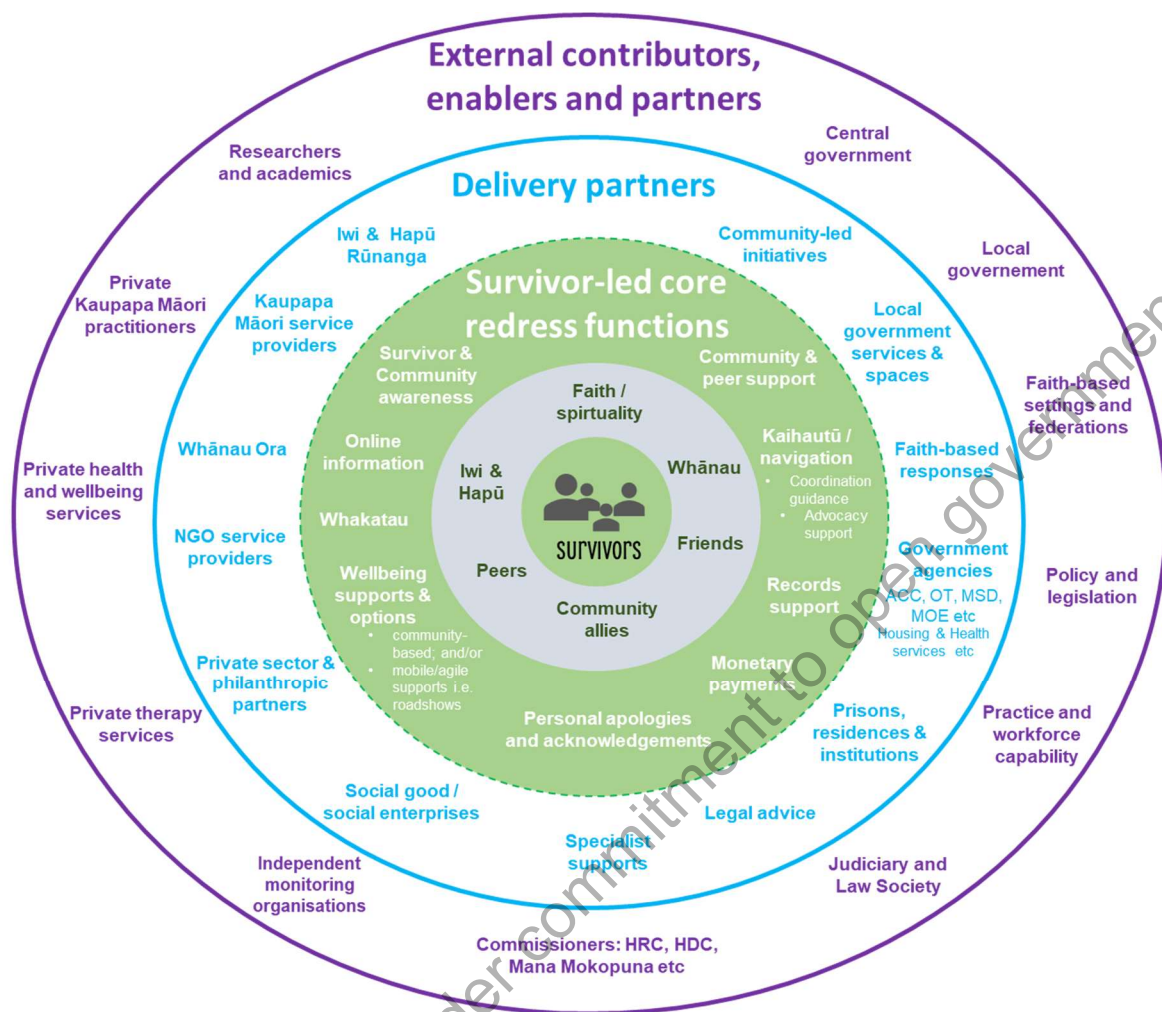 External contributors,
enablers and partners
Researchers
and academics
Central
government
Delivery partners
Iwi & Hapū
Rūnanga
Community-led
initiatives
Local
governement
Private
Kaupapa Māori
practitioners
Kaupapa
Māori service
providers
Local
government
services &
spaces
Survivor-led core
redress functions
Survivor &
Community
awareness
Community &
peer support
Faith /
spirtuality
Faith-based
settings and
federations
Whānau Ora
Online
information
Iwi &
Hapū
Whānau
Kaihautū /
navigation
• Coordination
guidance
• Advocacy
support
Faith-based
responses
Private health
and wellbeing
services
NGO service
providers
Whakatau
SURVIVORS
Peers
Friends
Community
allies
Government
agencies
ACC, OT, MSD,
MOE etc
Housing & Health
services etc
Policy and
legislation
Wellbeing
supports &
options
• community-
based; and/or
• mobile/agile
supports i.e.
roadshows
Records
support
Monetary
payments
Personal apologies
and acknowledgements
Private sector &
philanthropic
partners
Prisons,
residences &
institutions
Private therapy
services
Practice and
workforce
capability
Social good /
social enterprises
Legal advice
Specialist
supports
Independent
monitoring
organisations
Judiciary and
Law Society
Commissioners: HRC, HDC,
Mana Mokopuna etc
der commitment to open government